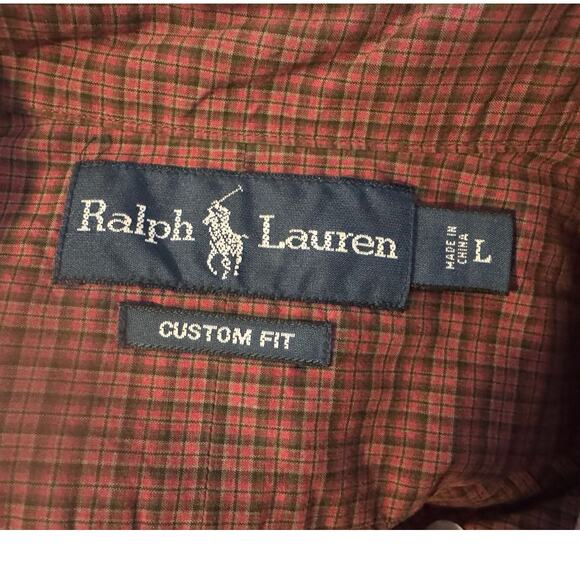 Ralph Lauren
MADE IN
CHINA
L
CUSTOM FIT